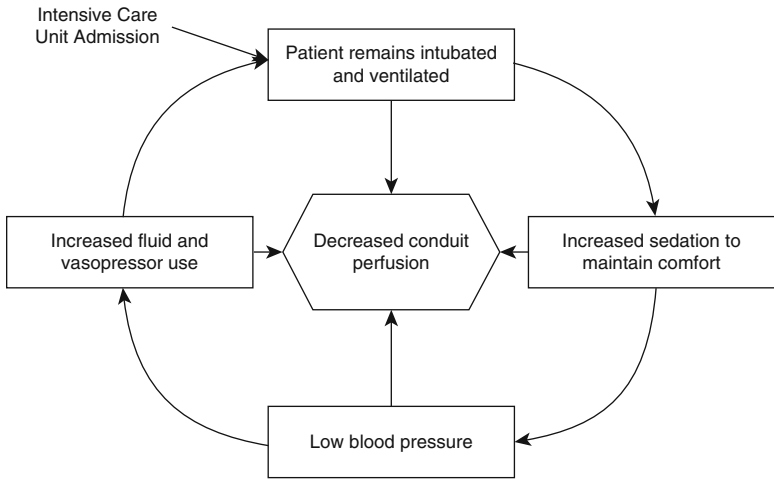 Intensive Care
Unit Admission
Patient remains intubated
and ventilated
Increased fluid and
vasopressor use
Decreased conduit
perfusion
Increased sedation to
maintain comfort
Low blood pressure